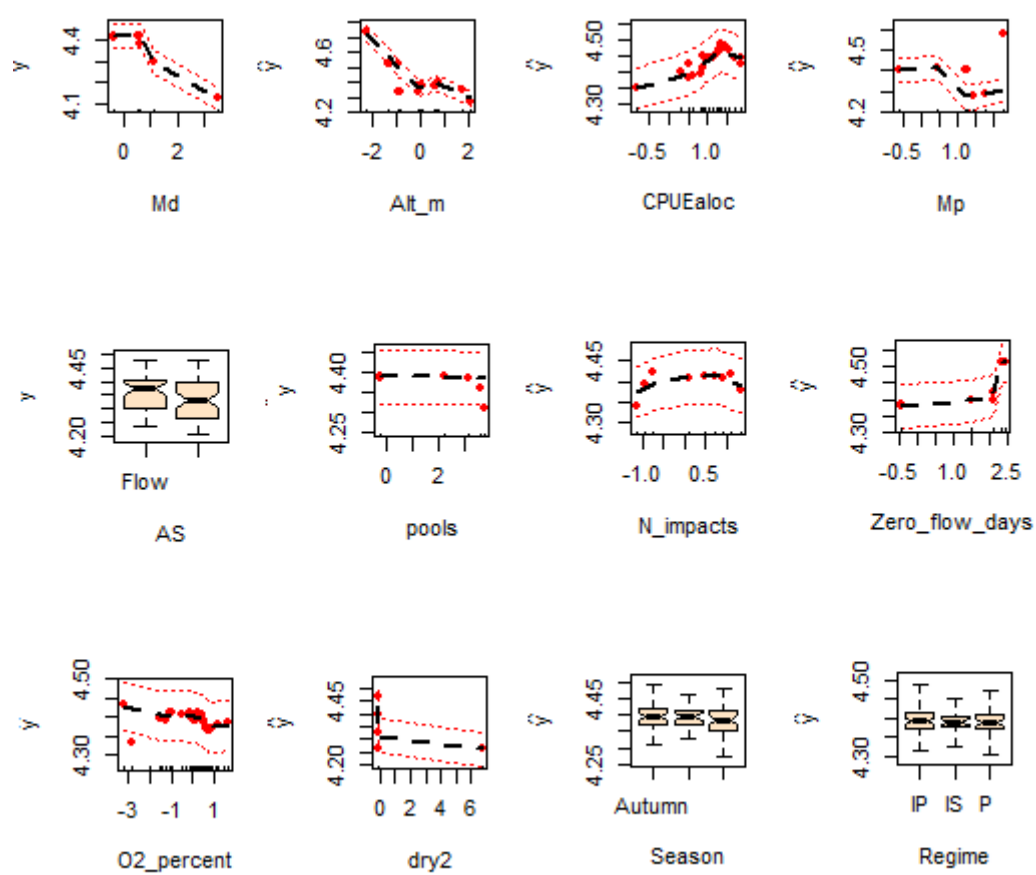 ŷ 4.1 4.4 ŷ 4.2 4.6 ŷ 4.30 4.50 ŷ 4.2 4.5
0 2 -2 0 2 -0.5 1.0 -0.5 1.0
Md Alt_m CPUEaloc Mp
ŷ 4.20 4.45 y 4.25 4.40 ŷ 4.30 4.45 ŷ 4.30 4.50
Flow 0 2 -1.0 0.5 -0.5 1.0 2.5
AS pools N_impacts Zero_flow_days
ŷ 4.30 4.50 ŷ 4.20 4.45 ŷ 4.25 4.45 ŷ 4.30 4.50
-3 -1 1 0 2 4 6 Autumn IP IS P
O2_percent dry2 Season Regime